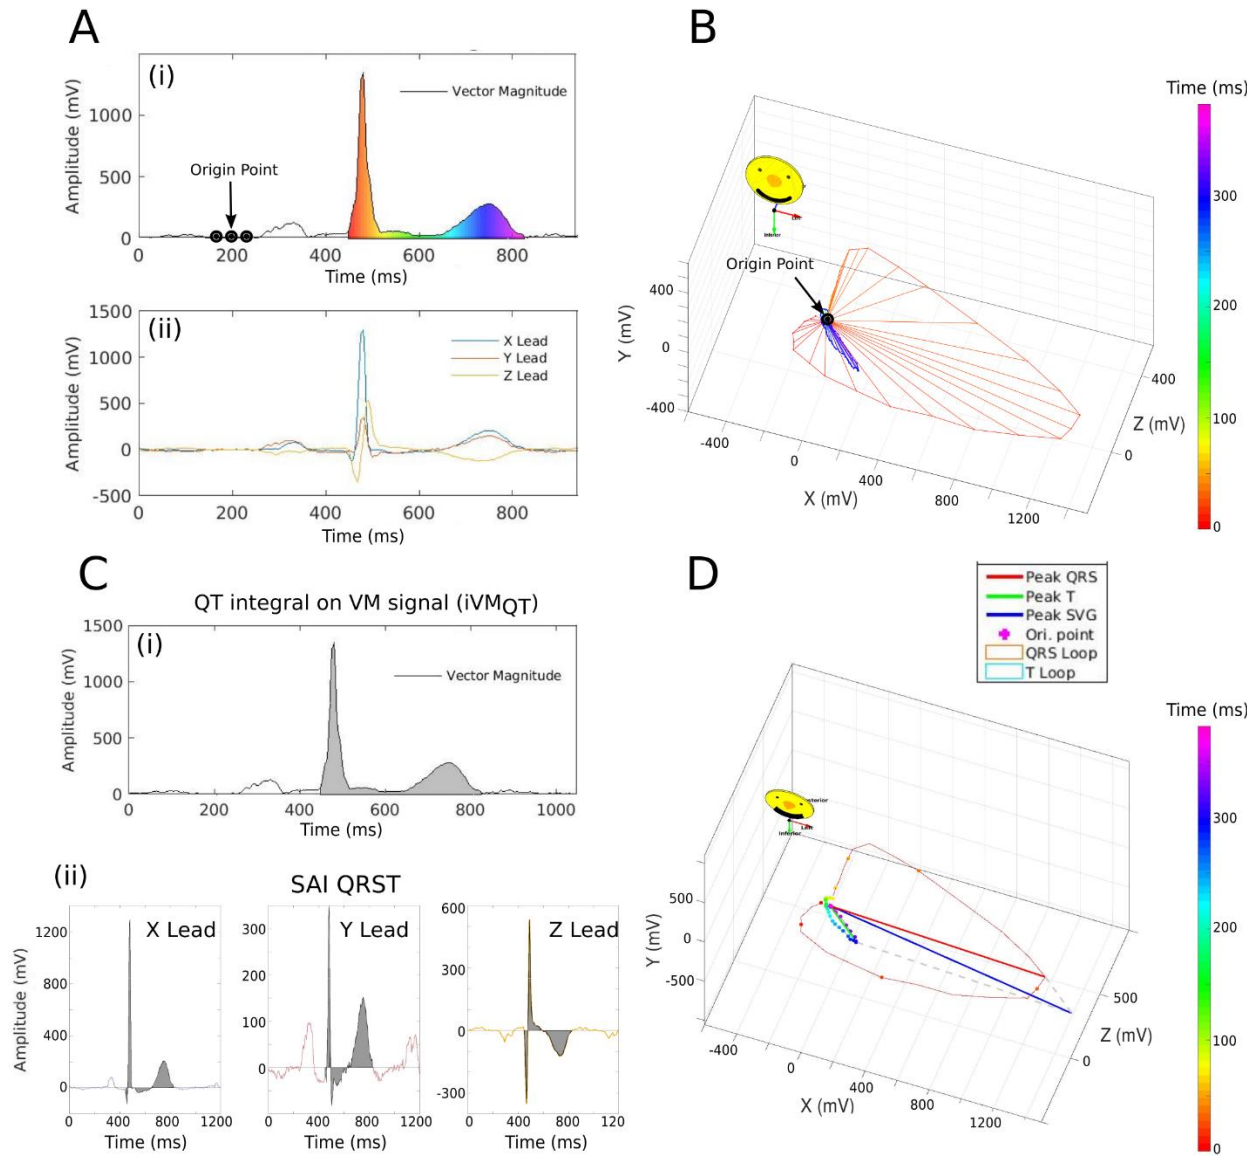 A
(i)
Amplitude (mV)
1000
500
0
Vector Magnitude
Origin Point
0
200
400
600
800
Time (ms)
(ii)
Amplitude (mV)
1500
1000
500
0
-500
X Lead
Y Lead
Z Lead
0
200
400
600
800
Time (ms)
B
Time (ms)
300
200
100
0
Left
Inferior
Origin Point
Y (mV)
400
0
-400
-400
0
400
800
1200
X (mV)
Z (mV)
400
0
C
QT integral on VM signal (iVMQT)
(i)
Amplitude (mV)
1500
1000
500
0
Vector Magnitude
0
200
400
600
800
1000
Time (ms)
(ii)
SAI QRST
X Lead
Amplitude (mV)
1200
800
400
0
0
600
1200
Time (ms)
Y Lead
300
200
100
0
0
400
800
1200
Time (ms)
Z Lead
600
300
0
-300
0
400
800
120
Time (ms)
D
Peak QRS
Peak T
Peak SVG
Ori. point
QRS Loop
T Loop
Time (ms)
300
200
100
0
Left
Inferior
Y (mV)
500
0
-500
-400
0
400
800
1200
X (mV)
Z (mV)
500
0